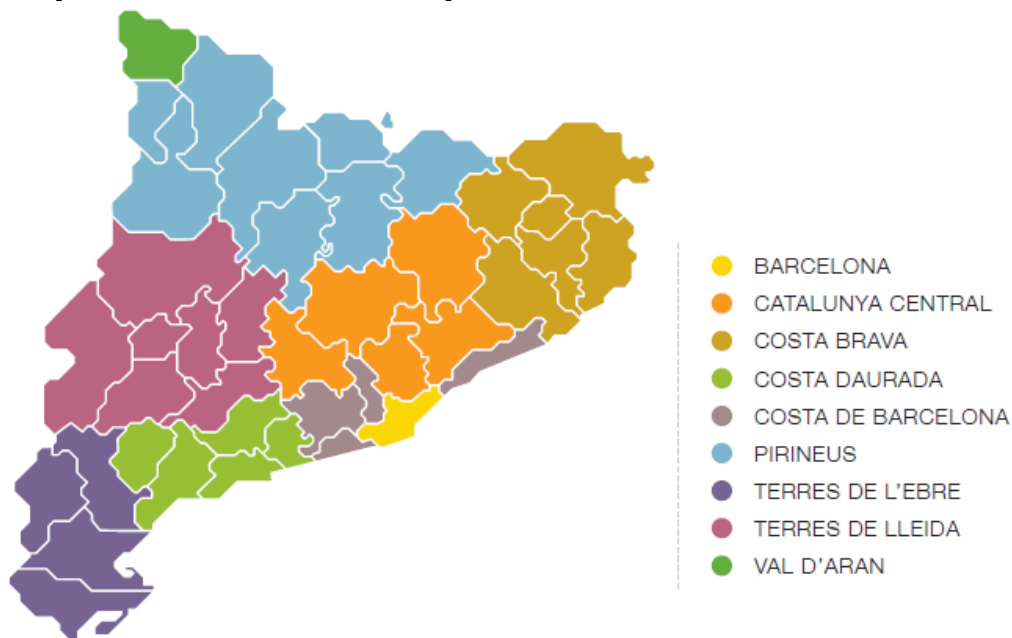 BARCELONA
CATALUNYA CENTRAL
COSTA BRAVA
COSTA DAURADA
COSTA DE BARCELONA
PIRINEUS
TERRES DE L'EBRE
TERRES DE LLEIDA
VAL D'ARAN